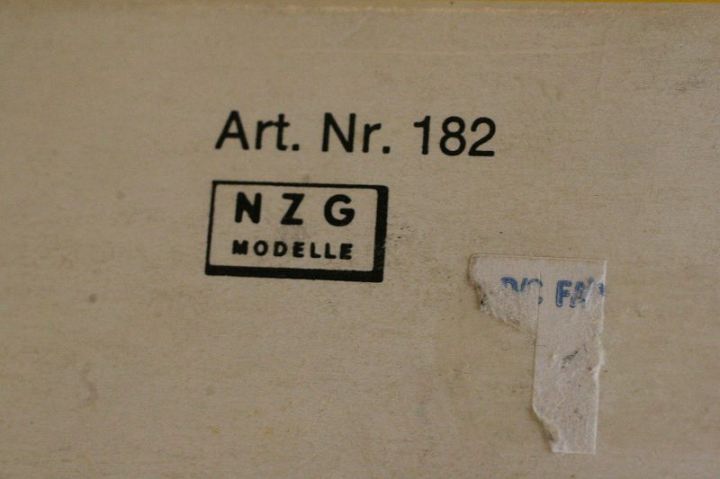 Art. Nr. 182
NZG
MODELLE